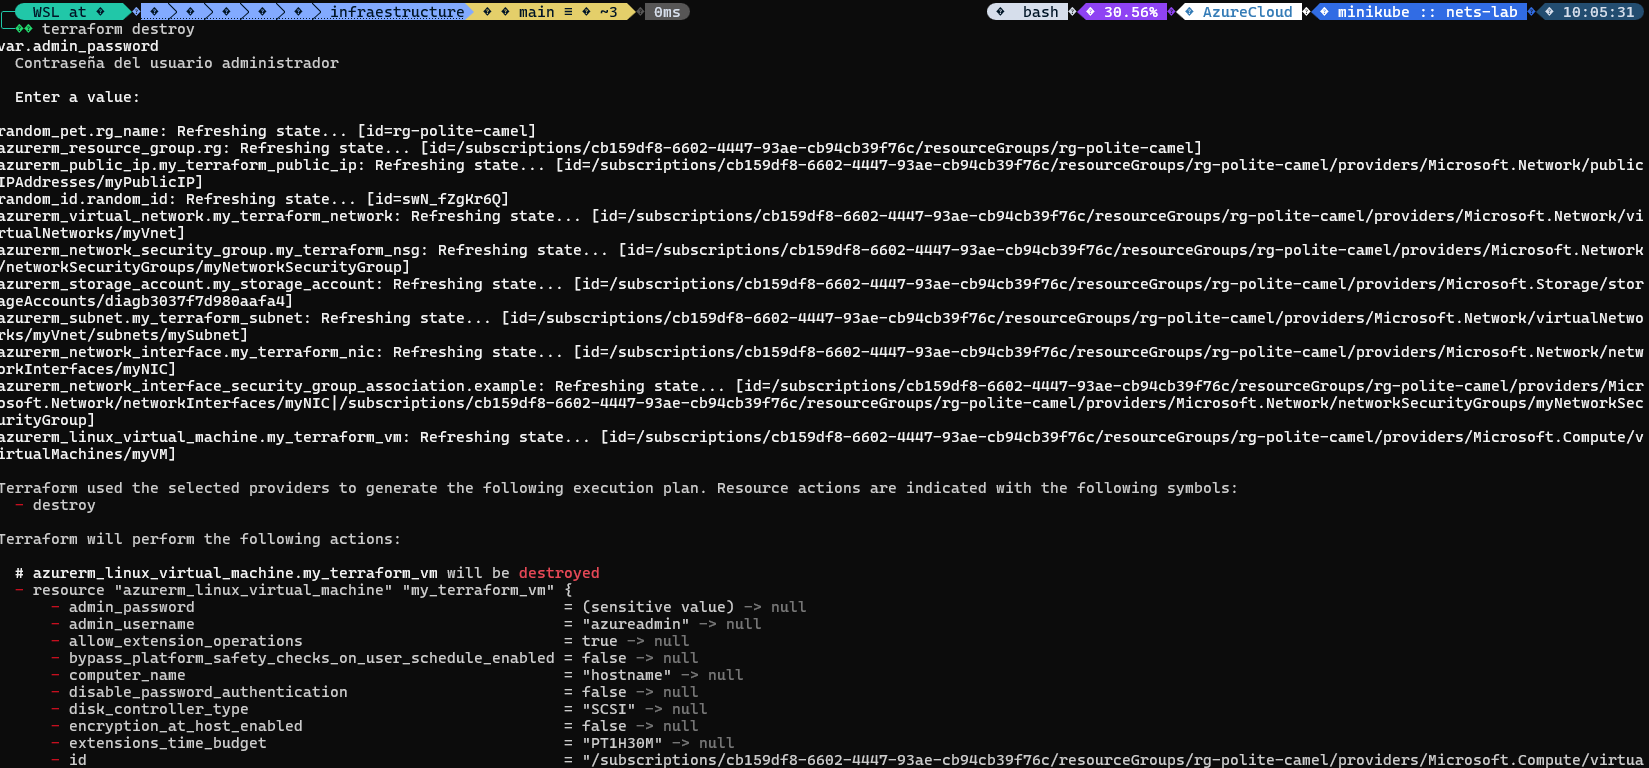 WSL at infraestructure main ≡ ~3 0ms bash 30.56% AzureCloud minikube :: nets-lab 10:05:31
terraform destroy
var.admin_password
Contraseña del usuario administrador
Enter a value:
random_pet.rg_name: Refreshing state... [id=rg-polite-camel]
azurerm_resource_group.rg: Refreshing state... [id=/subscriptions/cb159df8-6602-4447-93ae-cb94cb39f76c/resourceGroups/rg-polite-camel]
azurerm_public_ip.my_terraform_public_ip: Refreshing state... [id=/subscriptions/cb159df8-6602-4447-93ae-cb94cb39f76c/resourceGroups/rg-polite-camel/providers/Microsoft.Network/public
IPAddresses/myPublicIP]
random_id.random_id: Refreshing state... [id=swN_fZgKr6Q]
azurerm_virtual_network.my_terraform_network: Refreshing state... [id=/subscriptions/cb159df8-6602-4447-93ae-cb94cb39f76c/resourceGroups/rg-polite-camel/providers/Microsoft.Network/vi
rtualNetworks/myVnet]
azurerm_network_security_group.my_terraform_nsg: Refreshing state... [id=/subscriptions/cb159df8-6602-4447-93ae-cb94cb39f76c/resourceGroups/rg-polite-camel/providers/Microsoft.Network
/networkSecurityGroups/myNetworkSecurityGroup]
azurerm_storage_account.my_storage_account: Refreshing state... [id=/subscriptions/cb159df8-6602-4447-93ae-cb94cb39f76c/resourceGroups/rg-polite-camel/providers/Microsoft.Storage/stor
ageAccounts/diagb3037f7d980aafa4]
azurerm_subnet.my_terraform_subnet: Refreshing state... [id=/subscriptions/cb159df8-6602-4447-93ae-cb94cb39f76c/resourceGroups/rg-polite-camel/providers/Microsoft.Network/virtualNetwo
rks/myVnet/subnets/mySubnet]
azurerm_network_interface.my_terraform_nic: Refreshing state... [id=/subscriptions/cb159df8-6602-4447-93ae-cb94cb39f76c/resourceGroups/rg-polite-camel/providers/Microsoft.Network/netw
orkInterfaces/myNIC]
azurerm_network_interface_security_group_association.example: Refreshing state... [id=/subscriptions/cb159df8-6602-4447-93ae-cb94cb39f76c/resourceGroups/rg-polite-camel/providers/Micr
osoft.Network/networkInterfaces/myNIC|/subscriptions/cb159df8-6602-4447-93ae-cb94cb39f76c/resourceGroups/rg-polite-camel/providers/Microsoft.Network/networkSecurityGroups/myNetworkSec
urityGroup]
azurerm_linux_virtual_machine.my_terraform_vm: Refreshing state... [id=/subscriptions/cb159df8-6602-4447-93ae-cb94cb39f76c/resourceGroups/rg-polite-camel/providers/Microsoft.Compute/v
irtualMachines/myVM]
Terraform used the selected providers to generate the following execution plan. Resource actions are indicated with the following symbols:
- destroy
Terraform will perform the following actions:
# azurerm_linux_virtual_machine.my_terraform_vm will be destroyed
- resource "azurerm_linux_virtual_machine" "my_terraform_vm" {
- admin_password = (sensitive value) -> null
- admin_username = "azureadmin" -> null
- allow_extension_operations = true -> null
- bypass_platform_safety_checks_on_user_schedule_enabled = false -> null
- computer_name = "hostname" -> null
- disable_password_authentication = false -> null
- disk_controller_type = "SCSI" -> null
- encryption_at_host_enabled = false -> null
- extensions_time_budget = "PT1H30M" -> null
- id = "/subscriptions/cb159df8-6602-4447-93ae-cb94cb39f76c/resourceGroups/rg-polite-camel/providers/Microsoft.Compute/virtua